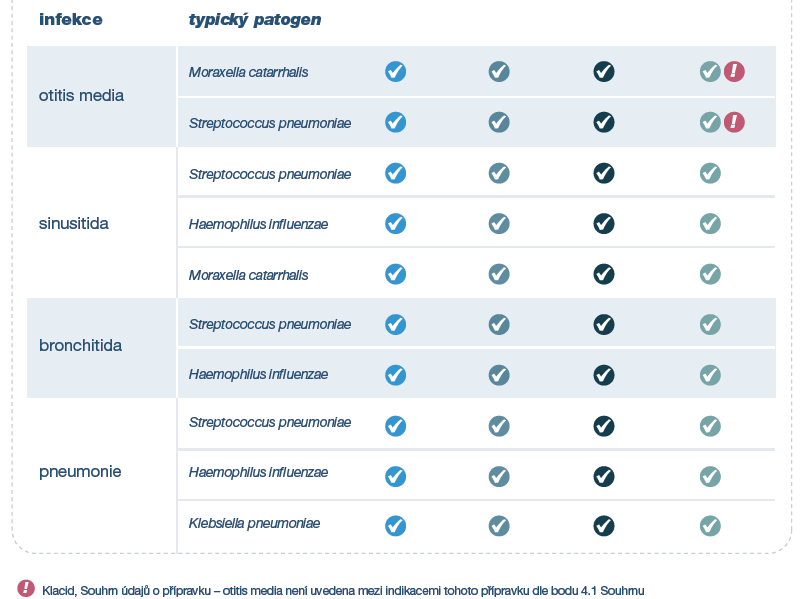 infekce typický patogen
Moraxella catarrhalis !
otitis media
Streptococcus pneumoniae !
Streptococcus pneumoniae
sinusitida Haemophilus influenzae
Moraxella catarrhalis
Streptococcus pneumoniae
bronchitida
Haemophilus influenzae
Streptococcus pneumoniae
pneumonie Haemophilus influenzae
Klebsiella pneumoniae
! Klacid, Souhrn údajů o přípravku – otitis media není uvedena mezi indikacemi tohoto přípravku dle bodu 4.1 Souhrnu